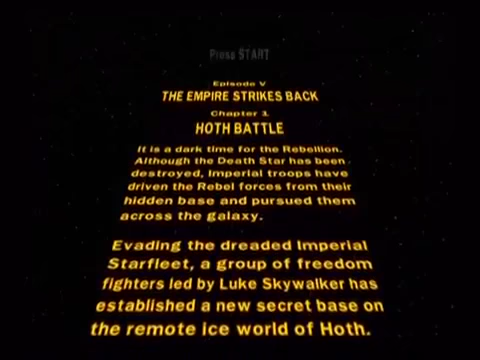 Press START
Episode V
THE EMPIRE STRIKES BACK
Chapter 1
HOTH BATTLE
It is a dark time for the Rebellion.
Although the Death Star has been
destroyed, Imperial troops have
driven the Rebel forces from their
hidden base and pursued them
across the galaxy.
Evading the dreaded Imperial
Starfleet, a group of freedom
fighters led by Luke Skywalker has
established a new secret base on
the remote ice world of Hoth.